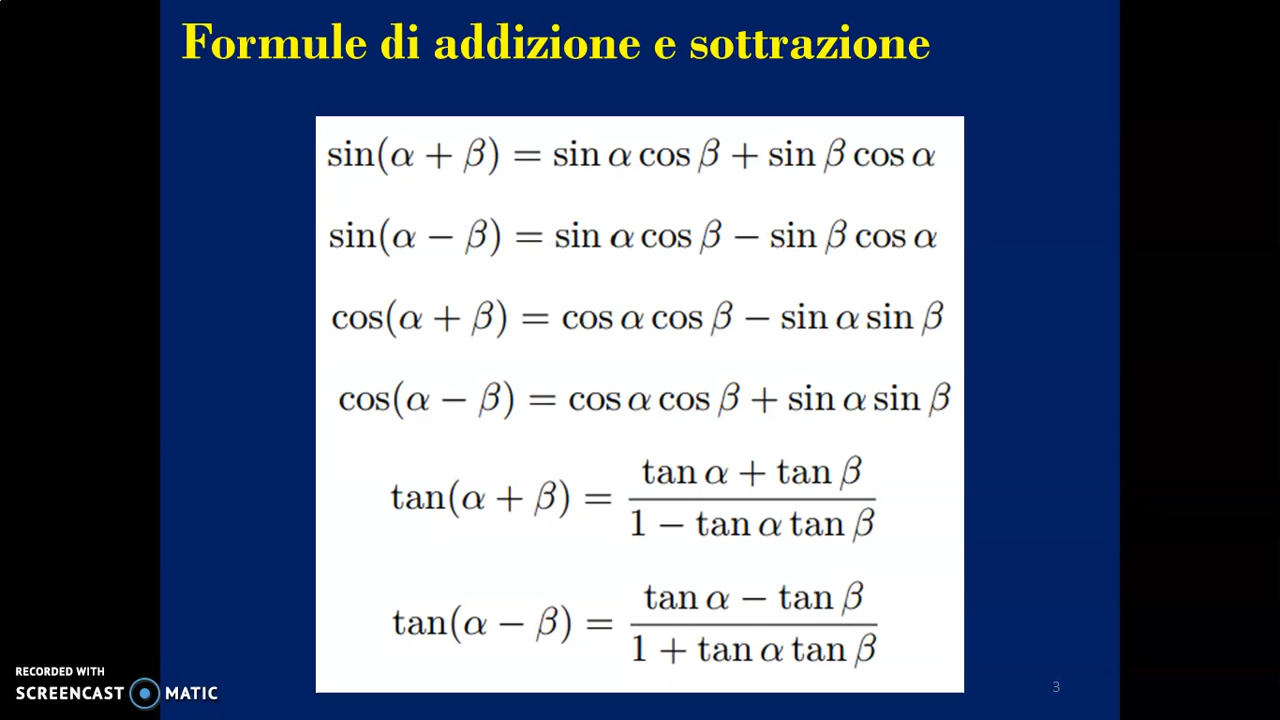 Formule di addizione e sottrazione
sin(α + β) = sin α cos β + sin β cos α
sin(α − β) = sin α cos β − sin β cos α
cos(α + β) = cos α cos β − sin α sin β
cos(α − β) = cos α cos β + sin α sin β
tan(α + β) = (tan α + tan β) / (1 − tan α tan β)
tan(α − β) = (tan α − tan β) / (1 + tan α tan β)
RECORDED WITH
SCREENCAST MATIC
3